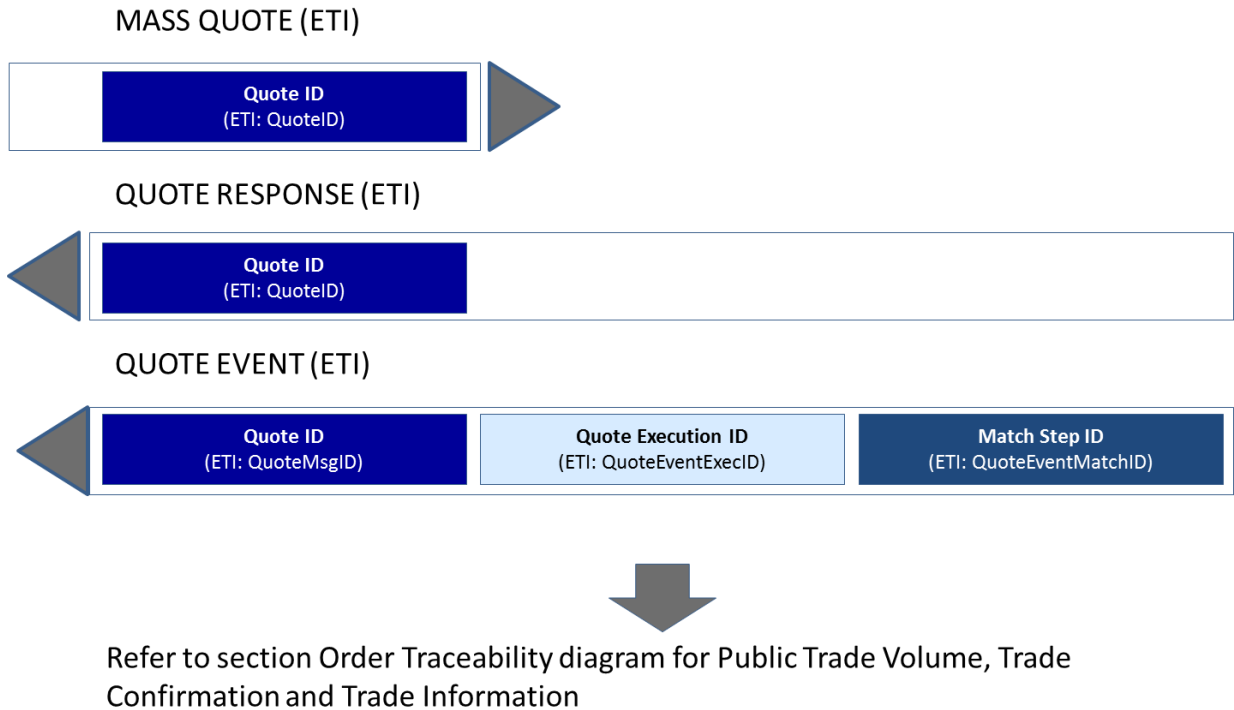 MASS QUOTE (ETI)
Quote ID
(ETI: QuoteID)
QUOTE RESPONSE (ETI)
Quote ID
(ETI: QuoteID)
QUOTE EVENT (ETI)
Quote ID
(ETI: QuoteMsgID)
Quote Execution ID
(ETI: QuoteEventExecID)
Match Step ID
(ETI: QuoteEventMatchID)
Refer to section Order Traceability diagram for Public Trade Volume, Trade
Confirmation and Trade Information